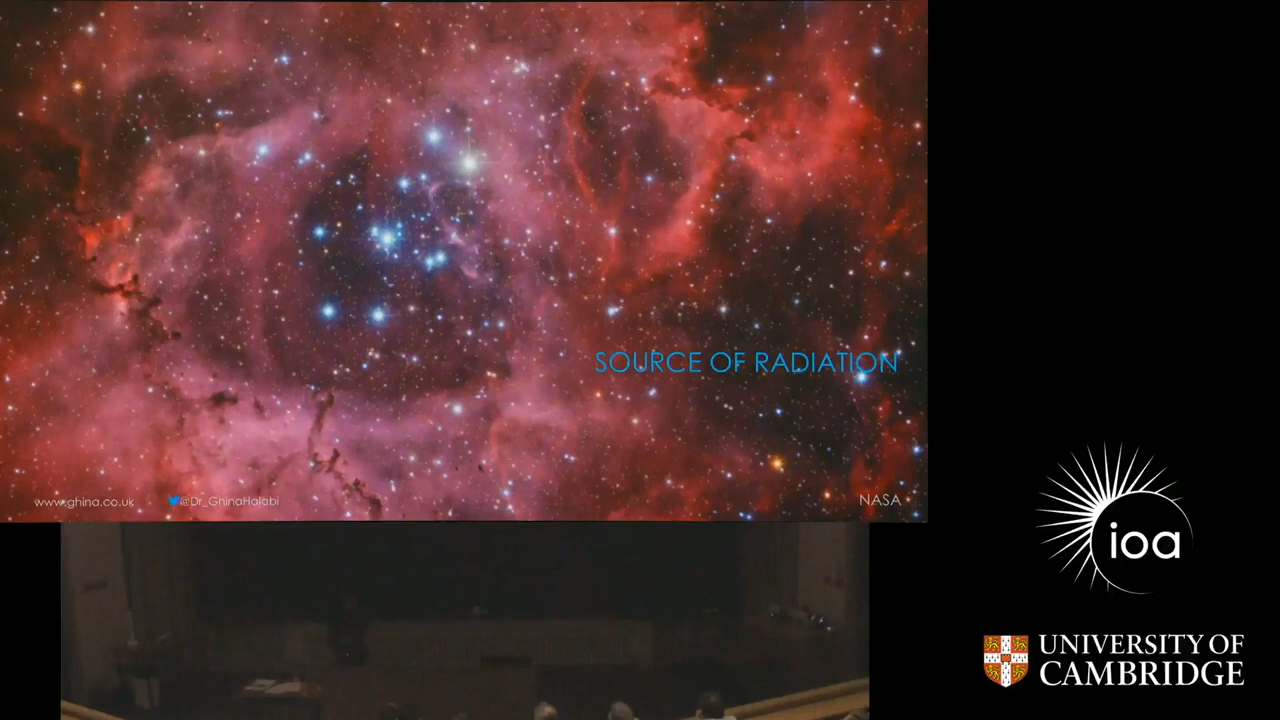 SOURCE OF RADIATION
www.ghina.co.uk
@Dr_GhinaHalabi
NASA
ioa
UNIVERSITY OF
CAMBRIDGE